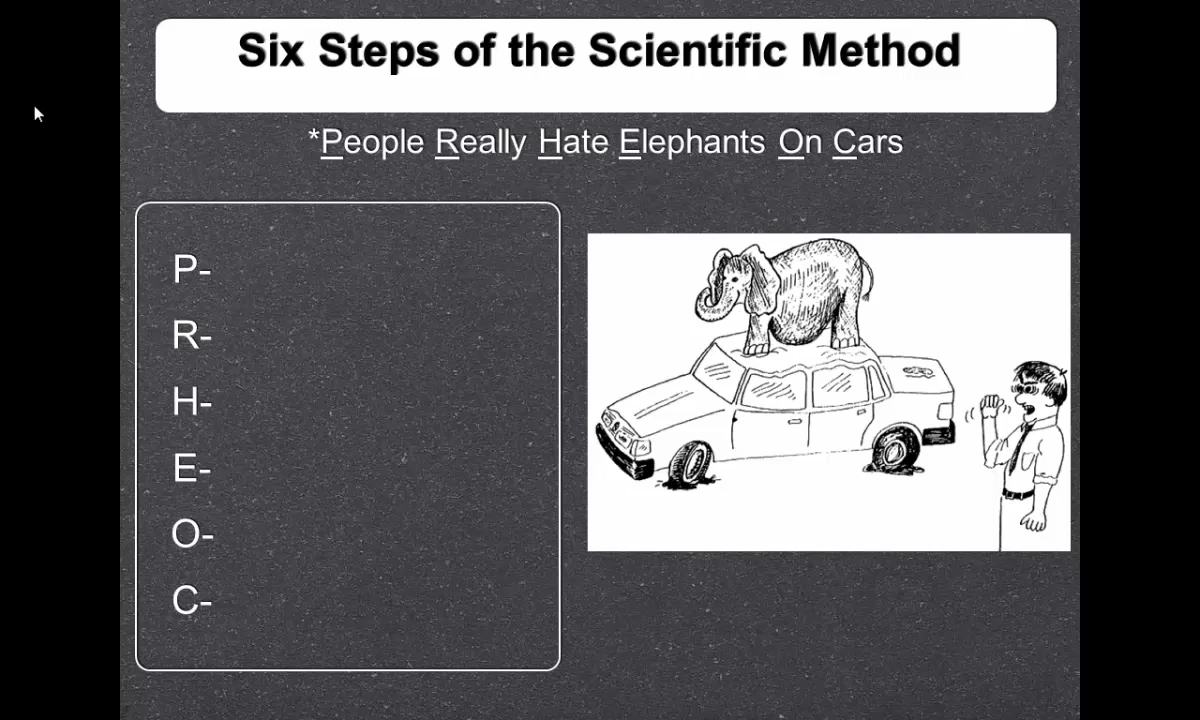 Six Steps of the Scientific Method
*People Really Hate Elephants On Cars
P-
R-
H-
E-
O-
C-